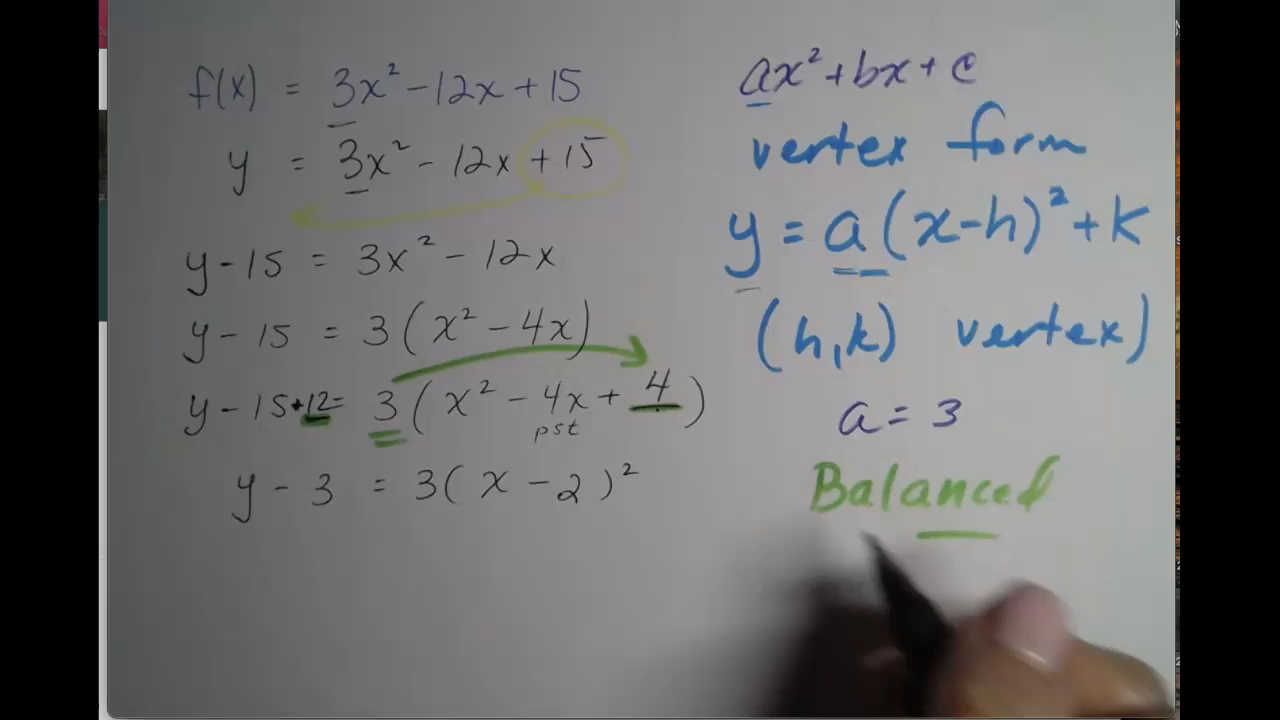 f(x) = 3x² - 12x + 15
y = 3x² - 12x + 15
y - 15 = 3x² - 12x
y - 15 = 3(x² - 4x)
y - 15 + 12 = 3(x² - 4x + 4)
pst
y - 3 = 3(x - 2)²
ax² + bx + c
vertex form
y = a(x-h)² + k
(h,k) vertex)
a = 3
Balanced